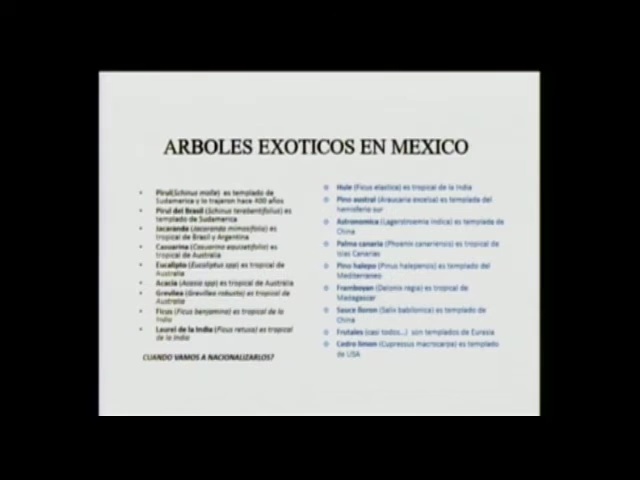 ARBOLES EXOTICOS EN MEXICO
• Pirul(Schinus molle) es templado de
Sudamerica y lo trajeron hace 400 años
• Pirul del Brasil (Schinus terebentifolius) es
templado de Sudamerica
• Jacaranda (Jacaranda mimosifolia) es
tropical de Brasil y Argentina
• Casuarina (Casuarina equisetifolia) es
tropical de Australia
• Eucalipto (Eucaliptus spp) es tropical de
Australia
• Acacia (Acacia spp) es tropical de Australia
• Grevilea (Grevillea robusta) es tropical de
Australia
• Ficus (Ficus benjamina) es tropical de la
India
• Laurel de la India (Ficus retusa) es tropical
de la India
CUANDO VAMOS A NACIONALIZARLOS?
Hule (Ficus elastica) es tropical de la India
Pino austral (Araucaria excelsa) es templada del
hemisferio sur
Astronomica (Lagerstroemia indica) es templada de
China
Palma canaria (Phoenix canariensis) es tropical de
Islas Canarias
Pino halepo (Pinus halepensis) es templado del
Mediterraneo
Framboyan (Delonix regia) es tropical de
Madagascar
Sauce lloron (Salix babilonica) es templado de
China
Frutales (casi todos...) son templados de Eurasia
Cedro limon (Cupressus macrocarpa) es templado
de USA